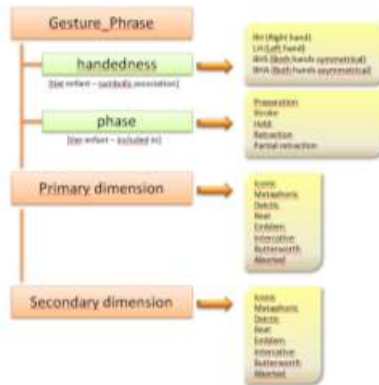 Gesture_Phrase
handedness
RH (Right hand)
LH (Left hand)
BHS (Both hands symmetrical)
BHA (Both hands asymmetrical)
[tier enfant – symbolic association]
phase
Preparation
Stroke
Hold
Retraction
Partial retraction
[tier enfant – included in]
Primary dimension
Iconic
Metaphoric
Deictic
Beat
Emblem
Interactive
Butterworth
Aborted
Secondary dimension
Iconic
Metaphoric
Deictic
Beat
Emblem
Interactive
Butterworth
Aborted